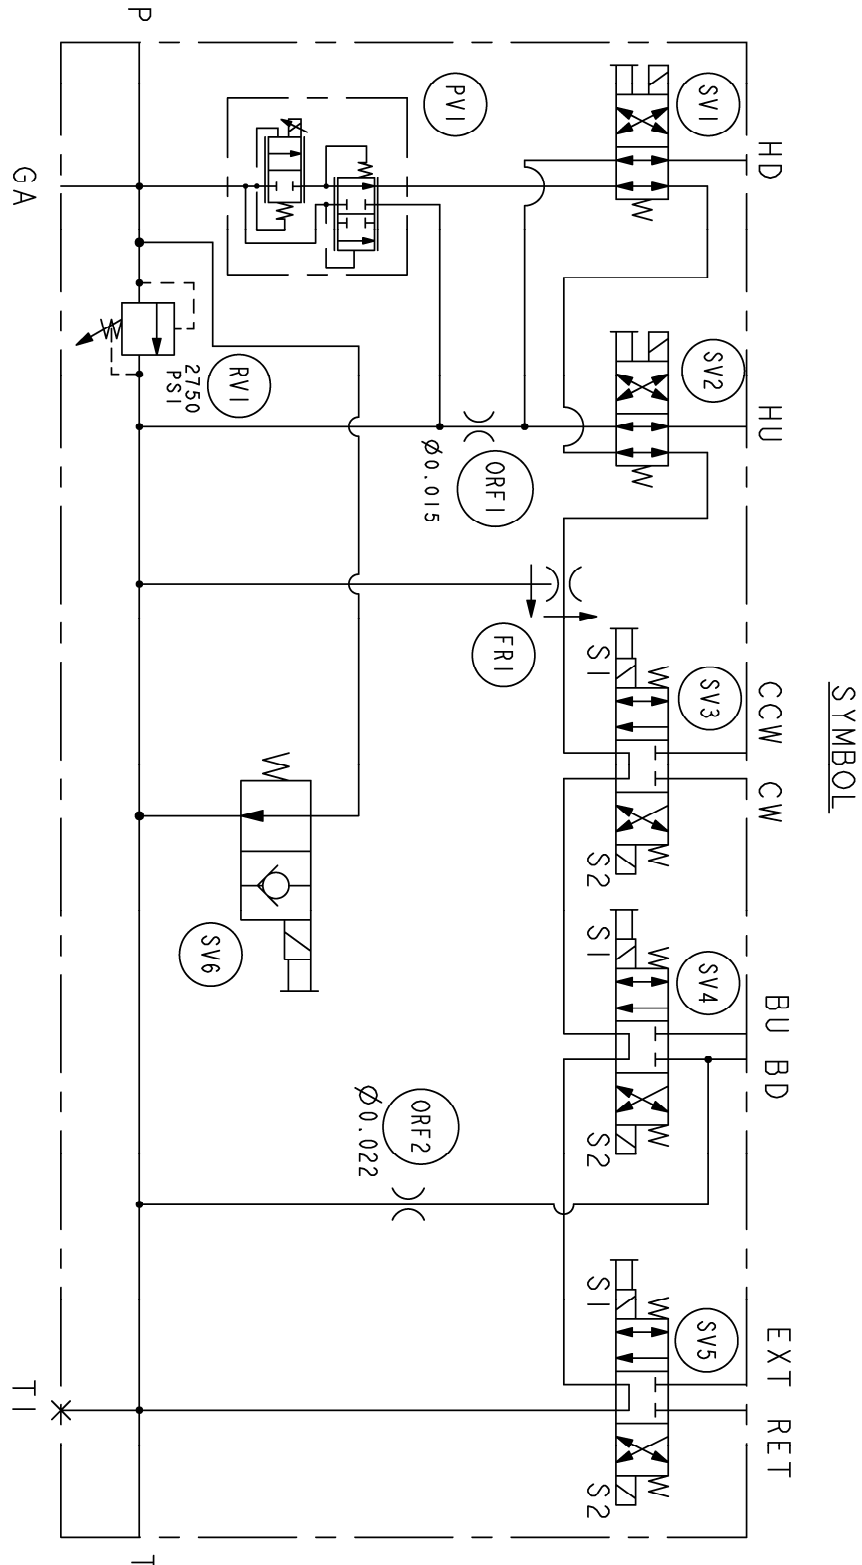 SYMBOL
HD
HU
CCW
CW
BU
BD
EXT
RET
SV1
SV2
SV3
SV4
SV5
S1
S2
S1
S2
S1
S2
PV1
ORF1
Ø0.015
FR1
ORF2
Ø0.022
RV1
2750
PSI
SV6
P
GA
T1
T